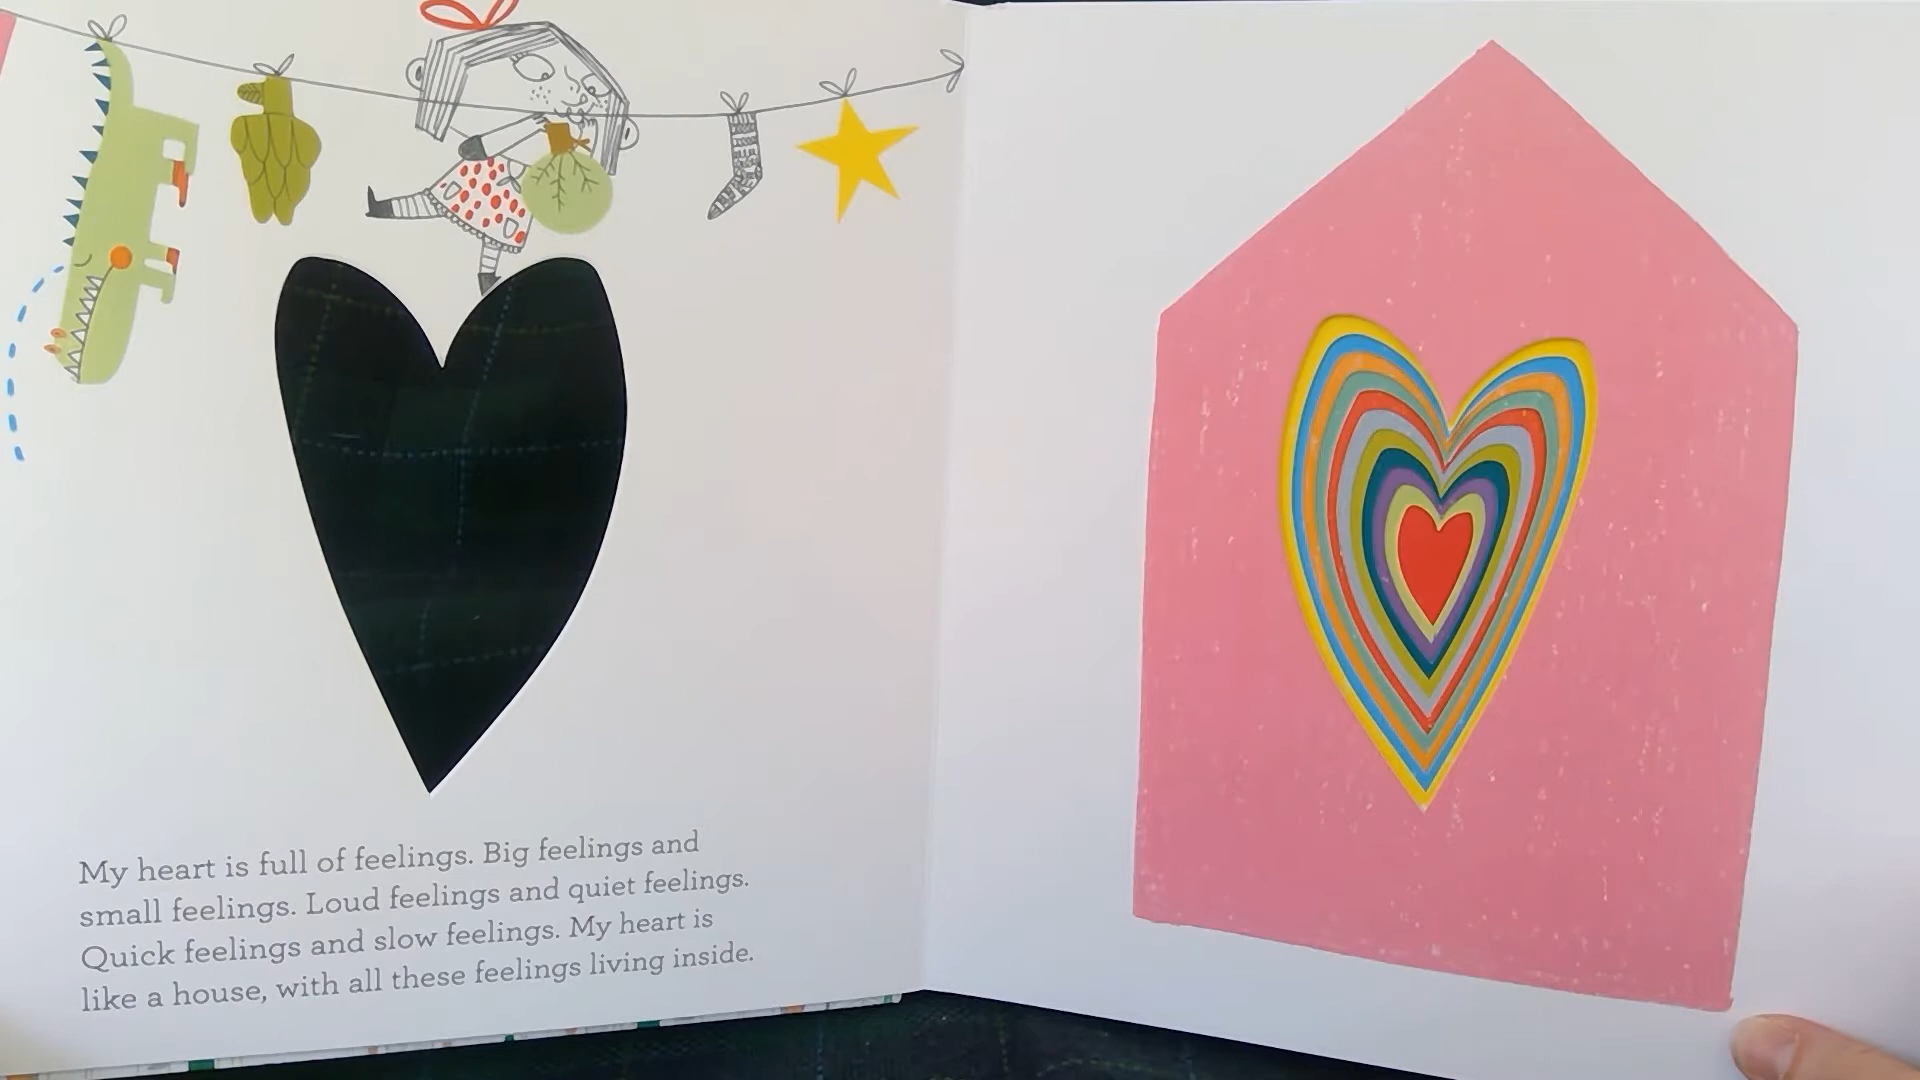 My heart is full of feelings. Big feelings and
small feelings. Loud feelings and quiet feelings.
Quick feelings and slow feelings. My heart is
like a house, with all these feelings living inside.